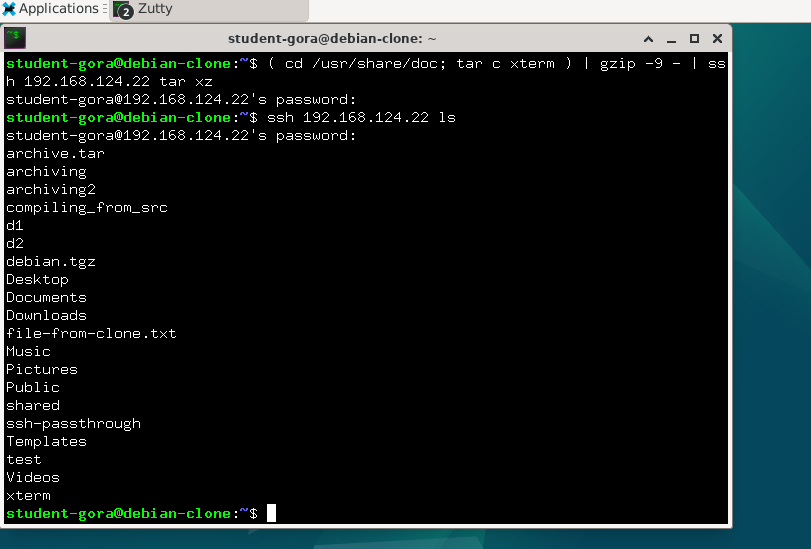 Applications
2 Zutty
student-gora@debian-clone: ~
student-gora@debian-clone:~$ ( cd /usr/share/doc; tar c xterm ) | gzip -9 - | ss
h 192.168.124.22 tar xz
student-gora@192.168.124.22's password:
student-gora@debian-clone:~$ ssh 192.168.124.22 ls
student-gora@192.168.124.22's password:
archive.tar
archiving
archiving2
compiling_from_src
d1
d2
debian.tgz
Desktop
Documents
Downloads
file-from-clone.txt
Music
Pictures
Public
shared
ssh-passthrough
Templates
test
Videos
xterm
student-gora@debian-clone:~$